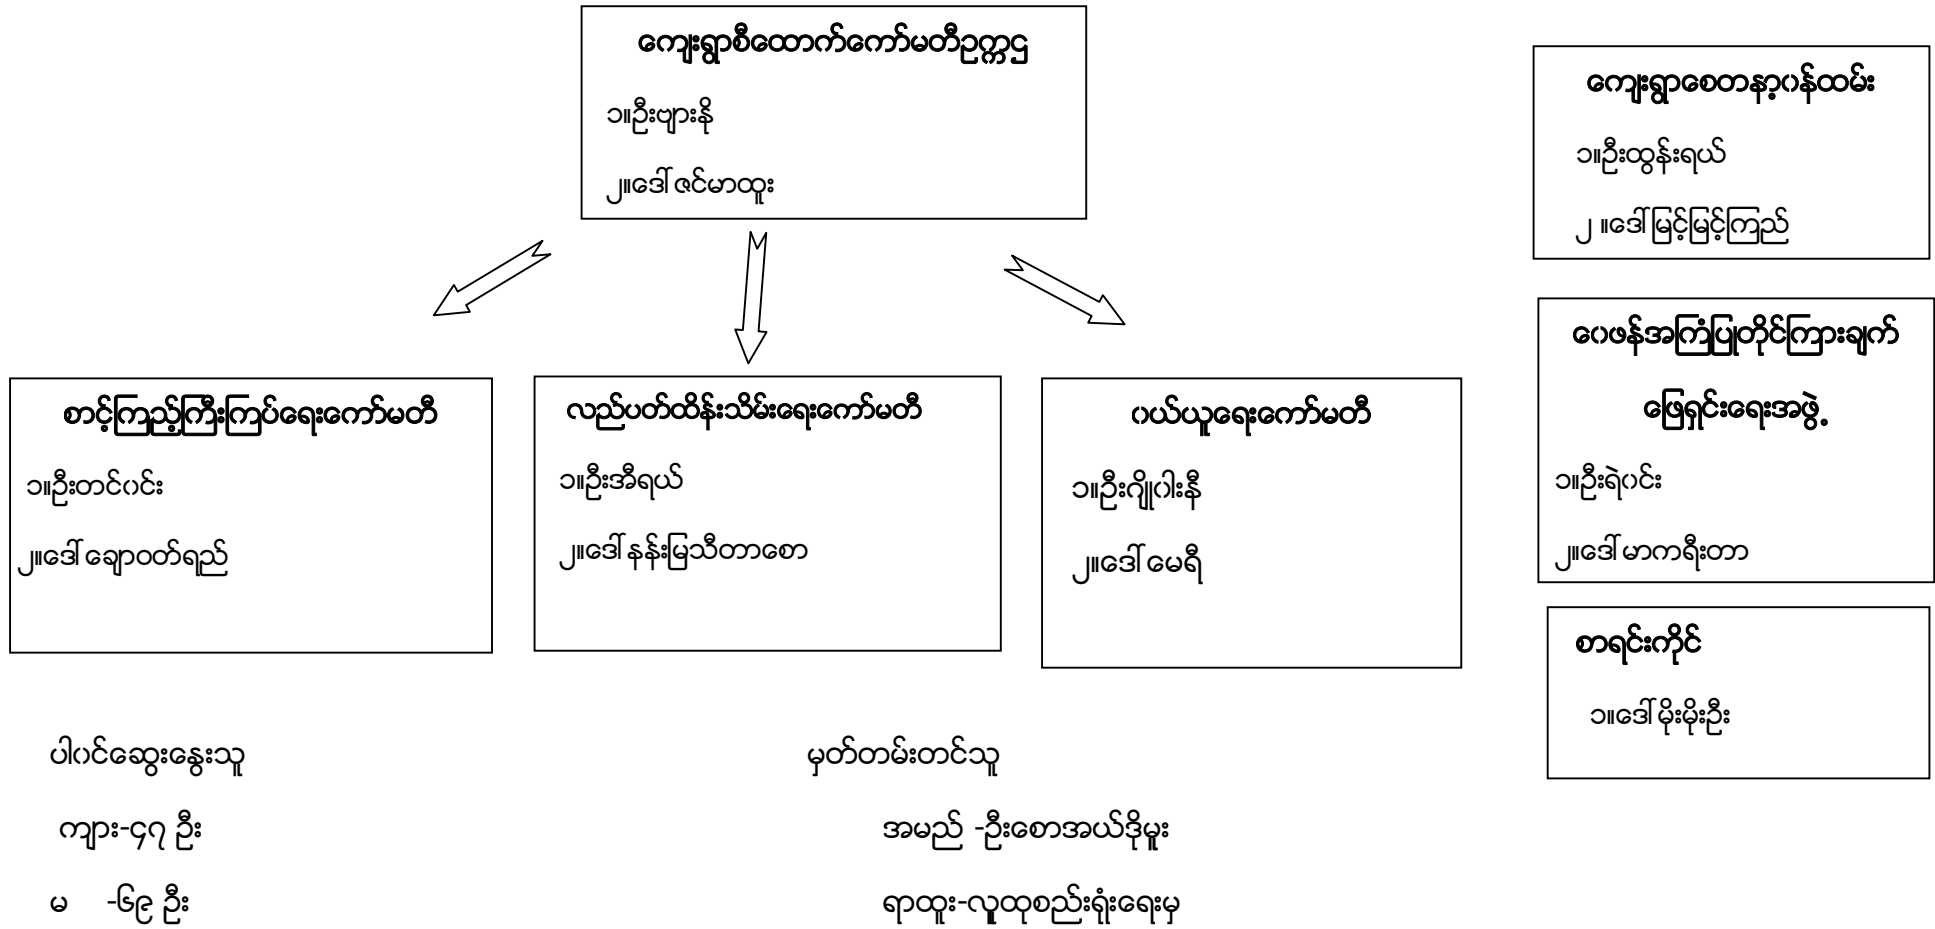 ကျေးရွာစီထောက်ကော်မတီဥက္ကဌ
၁။ဦးဗျားနို
၂။ဒေါ်ဇင်မာထူး
ကျေးရွာစေတနာ့ဝန်ထမ်း
၁။ဦးထွန်းရယ်
၂ ။ဒေါ်မြင့်မြင့်ကြည်
ဝေဖန်အကြံပြုတိုင်ကြားချက်
ဖြေရှင်းရေးအဖွဲ့
၁။ဦးရဲဝင်း
၂။ဒေါ်မာကရီးတာ
စာရင်းကိုင်
၁။ဒေါ်မိုးမိုးဦး
စာင့်ကြည့်ကြီးကြပ်ရေးကော်မတီ
၁။ဦးတင်ဝင်း
၂။ဒေါ်ချောဝတ်ရည်
လည်ပတ်ထိန်းသိမ်းရေးကော်မတီ
၁။ဦးအီရယ်
၂။ဒေါ်နန်းမြသီတာစော
ဝယ်ယူရေးကော်မတီ
၁။ဦးဂျိုဝါးနီ
၂။ဒေါ်မေရီ
ပါဝင်ဆွေးနွေးသူ
ကျား-၄၇ ဦး
မ -၆၉ ဦး
မှတ်တမ်းတင်သူ
အမည် -ဦးစောအယ်ဒိုမူး
ရာထူး-လူထုစည်းရုံးရေးမှ